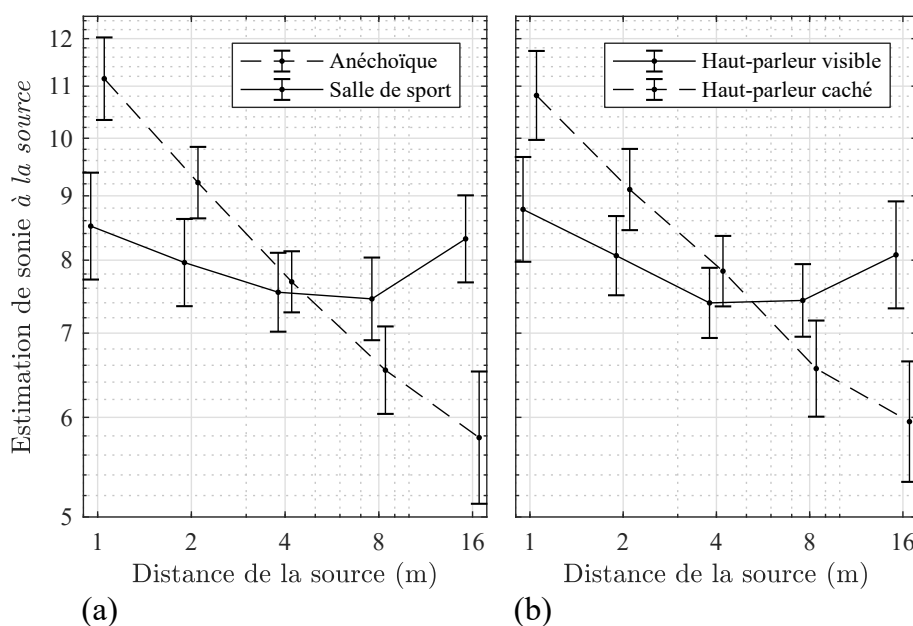 12
11
10
9
8
7
6
5
Estimation de sonie à la source
Anéchoïque
Salle de sport
1 2 4 8 16
Distance de la source (m)
(a)
Haut-parleur visible
Haut-parleur caché
1 2 4 8 16
Distance de la source (m)
(b)